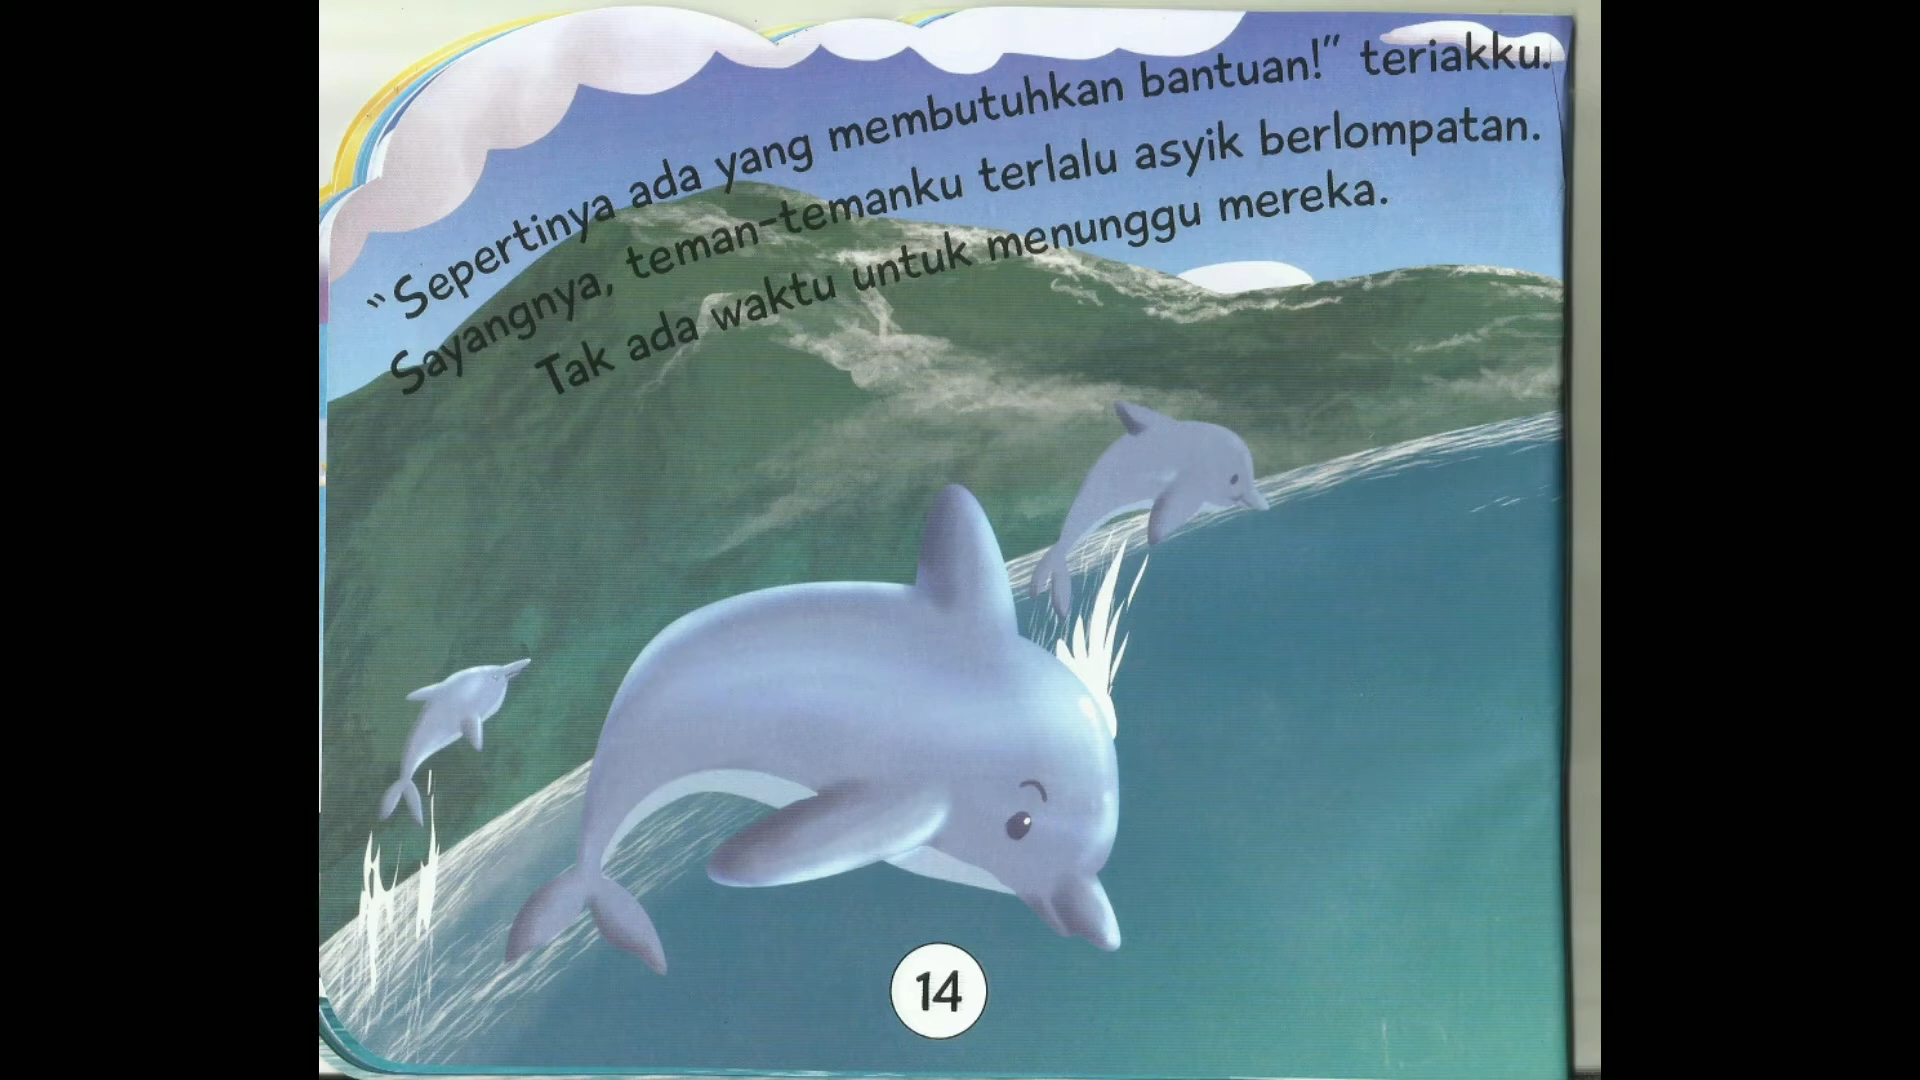 “Sepertinya ada yang membutuhkan bantuan!” teriakku.
Sayangnya, teman-temanku terlalu asyik berlompatan.
Tak ada waktu untuk menunggu mereka.
14